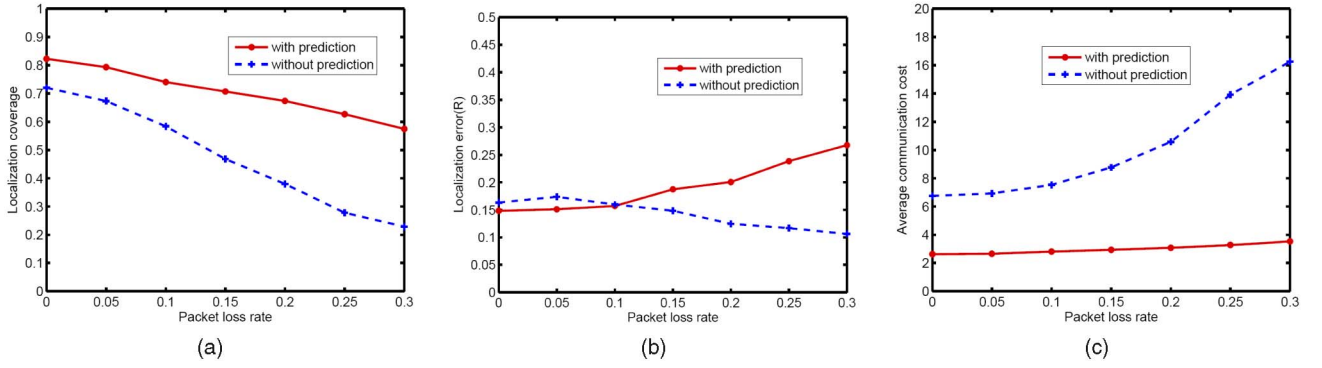 1
0.9
0.8
0.7
0.6
0.5
0.4
0.3
0.2
0.1
0
Localization coverage
with prediction
without prediction
0 0.05 0.1 0.15 0.2 0.25 0.3
Packet loss rate
(a)
0.5
0.45
0.4
0.35
0.3
0.25
0.2
0.15
0.1
0.05
0
Localization error(R)
with prediction
without prediction
0 0.05 0.1 0.15 0.2 0.25 0.3
Packet loss rate
(b)
20
18
16
14
12
10
8
6
4
2
0
Average communication cost
with prediction
without prediction
0 0.05 0.1 0.15 0.2 0.25 0.3
Packet loss rate
(c)